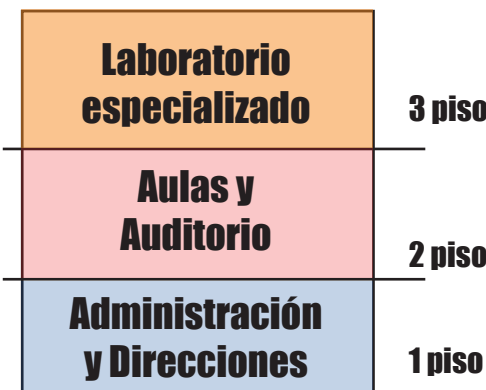 Laboratorio
especializado
3 piso
Aulas y
Auditorio
2 piso
Administración
y Direcciones
1 piso